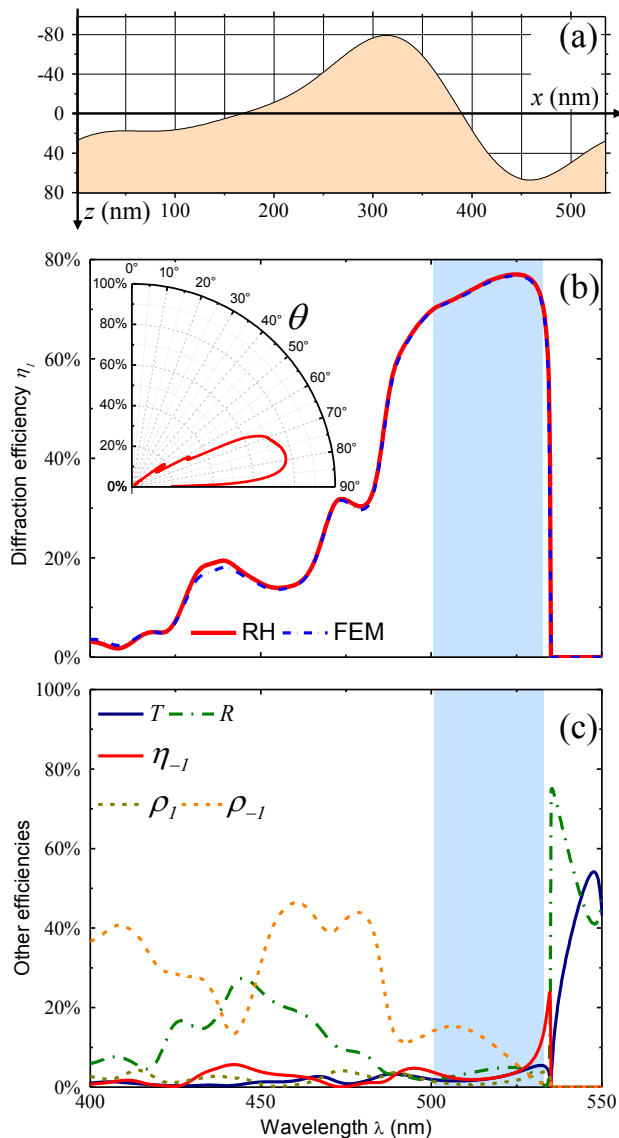 -80
(a)
-40
0
x (nm)
40
80
z (nm)
100
200
300
400
500
80%
(b)
60%
40%
20%
0%
Diffraction efficiency η₁
100%
80%
60%
40%
20%
0%
0°
10°
20°
30°
40°
50°
60°
70°
80°
90°
θ
RH
FEM
100%
(c)
80%
60%
40%
20%
0%
Other efficiencies
T
R
η₋₁
ρ₁
ρ₋₁
400
450
500
550
Wavelength λ (nm)